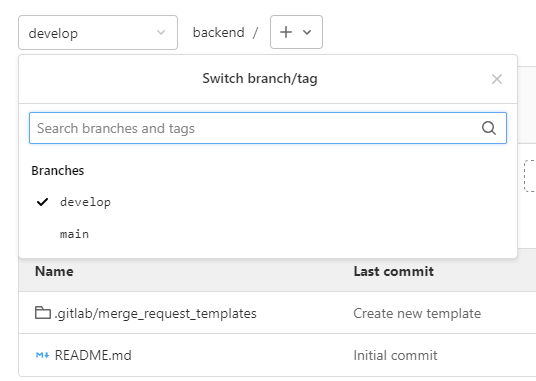 develop
backend /
Switch branch/tag
Search branches and tags
Branches
develop
main
Name Last commit
.gitlab/merge_request_templates Create new template
M↓ README.md Initial commit